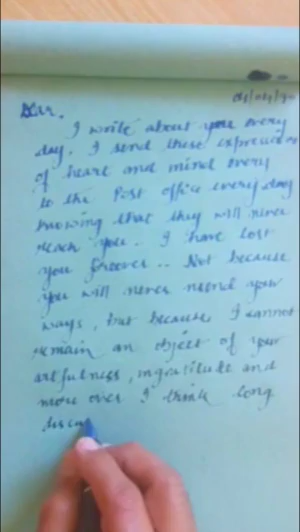 Dear,
I write about you every
day. I send these expressions
of heart and mind every
to the Post office every day
knowing that they will never
reach you. I have lost
you forever.. Not because
you will never mend your
ways, but because I cannot
remain an object of your
artfulness, ingratitude and
more over I think long